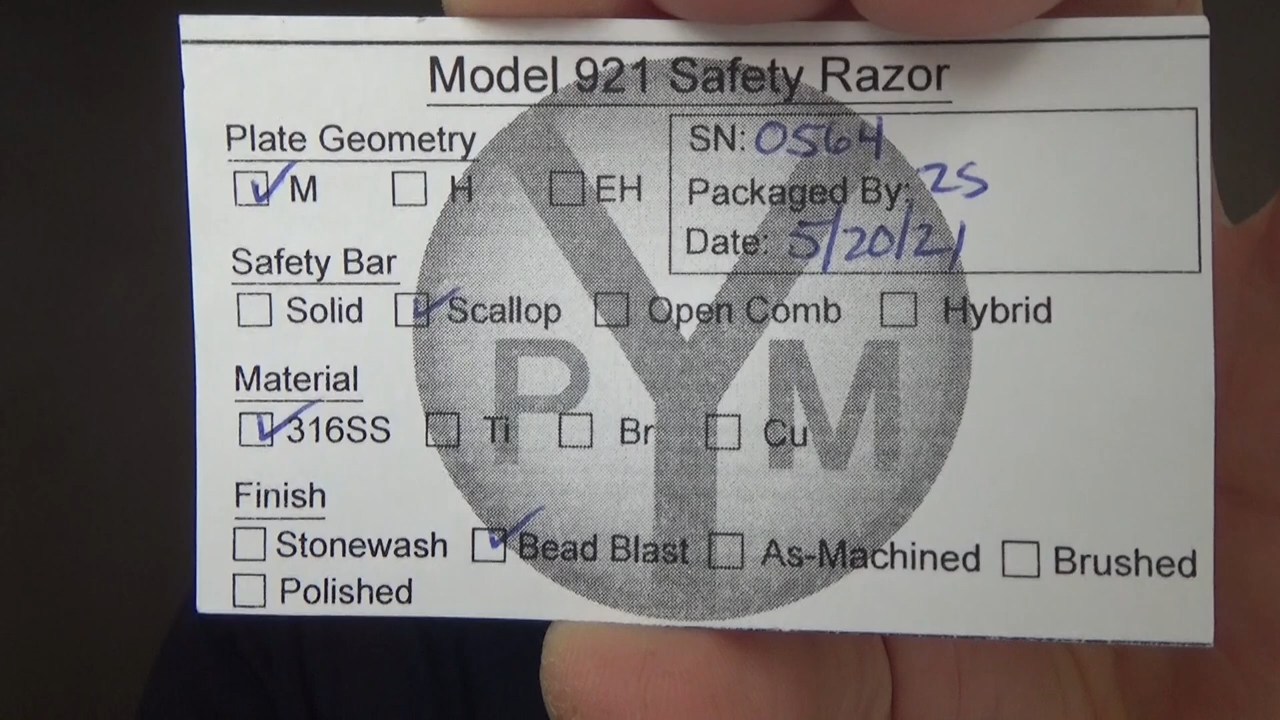 Model 921 Safety Razor
Plate Geometry
M H EH
SN: 0564
Packaged By: ZS
Date: 5/20/21
Safety Bar
Solid Scallop Open Comb Hybrid
Material
316SS Ti Br Cu
Finish
Stonewash Bead Blast As-Machined Brushed
Polished
PYM